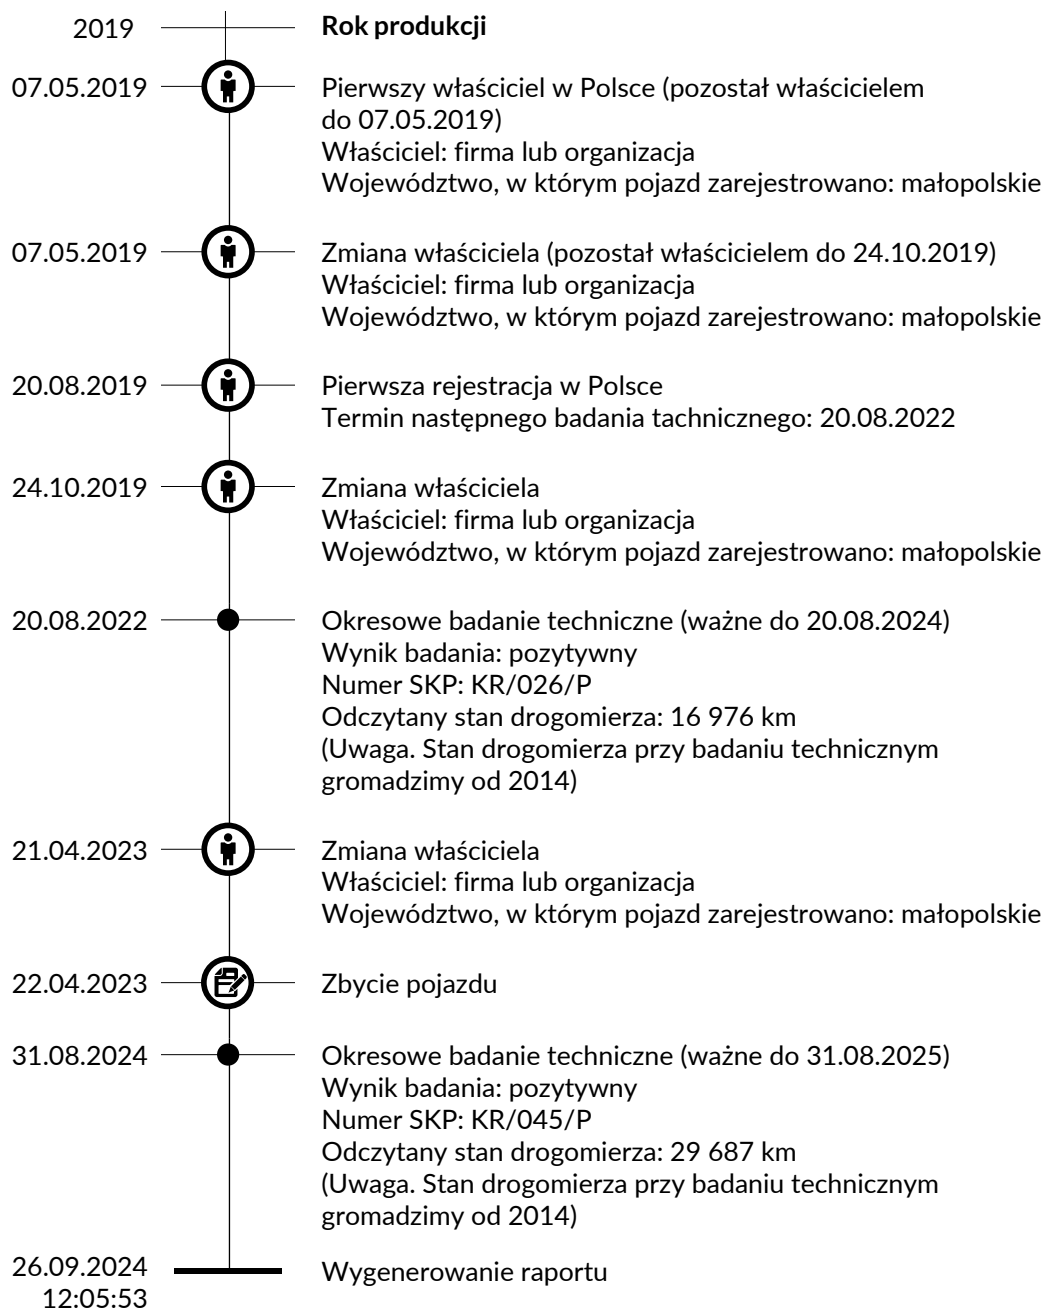 2019 Rok produkcji
07.05.2019 Pierwszy właściciel w Polsce (pozostał właścicielem
do 07.05.2019)
Właściciel: firma lub organizacja
Województwo, w którym pojazd zarejestrowano: małopolskie
07.05.2019 Zmiana właściciela (pozostał właścicielem do 24.10.2019)
Właściciel: firma lub organizacja
Województwo, w którym pojazd zarejestrowano: małopolskie
20.08.2019 Pierwsza rejestracja w Polsce
Termin następnego badania tachnicznego: 20.08.2022
24.10.2019 Zmiana właściciela
Właściciel: firma lub organizacja
Województwo, w którym pojazd zarejestrowano: małopolskie
20.08.2022 Okresowe badanie techniczne (ważne do 20.08.2024)
Wynik badania: pozytywny
Numer SKP: KR/026/P
Odczytany stan drogomierza: 16 976 km
(Uwaga. Stan drogomierza przy badaniu technicznym
gromadzimy od 2014)
21.04.2023 Zmiana właściciela
Właściciel: firma lub organizacja
Województwo, w którym pojazd zarejestrowano: małopolskie
22.04.2023 Zbycie pojazdu
31.08.2024 Okresowe badanie techniczne (ważne do 31.08.2025)
Wynik badania: pozytywny
Numer SKP: KR/045/P
Odczytany stan drogomierza: 29 687 km
(Uwaga. Stan drogomierza przy badaniu technicznym
gromadzimy od 2014)
26.09.2024 Wygenerowanie raportu
12:05:53